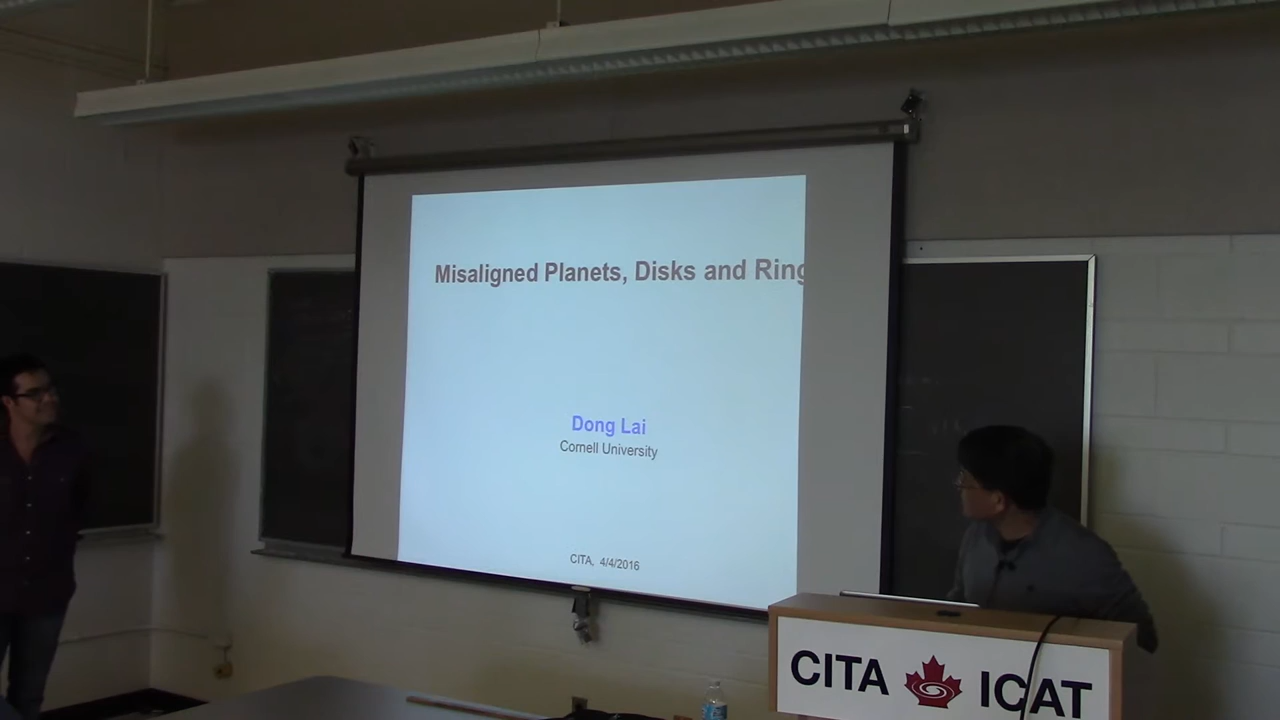 Misaligned Planets, Disks and Ring
Dong Lai
Cornell University
CITA, 4/4/2016
CITA ICAT